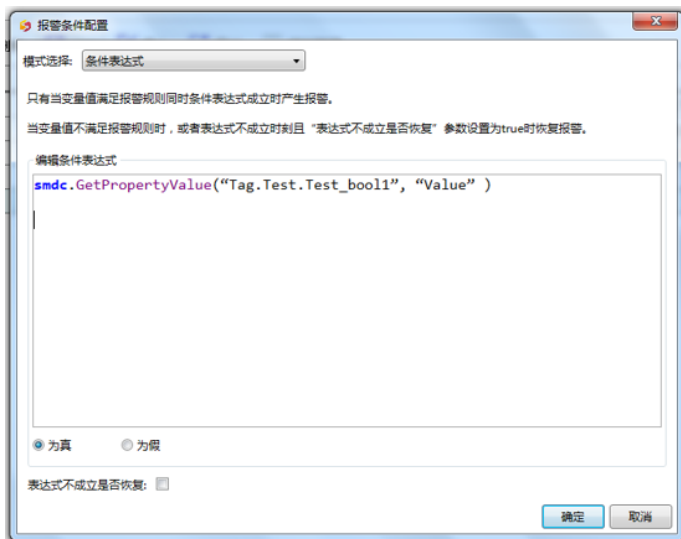 报警条件配置
模式选择: 条件表达式
只有当变量值满足报警规则同时条件表达式成立时产生报警。
当变量值不满足报警规则时，或者表达式不成立时刻且“表达式不成立是否恢复”参数设置为true时恢复报警。
编辑条件表达式
smdc.GetPropertyValue(“Tag.Test.Test_bool1”, “Value” )
为真 为假
表达式不成立是否恢复:
确定 取消